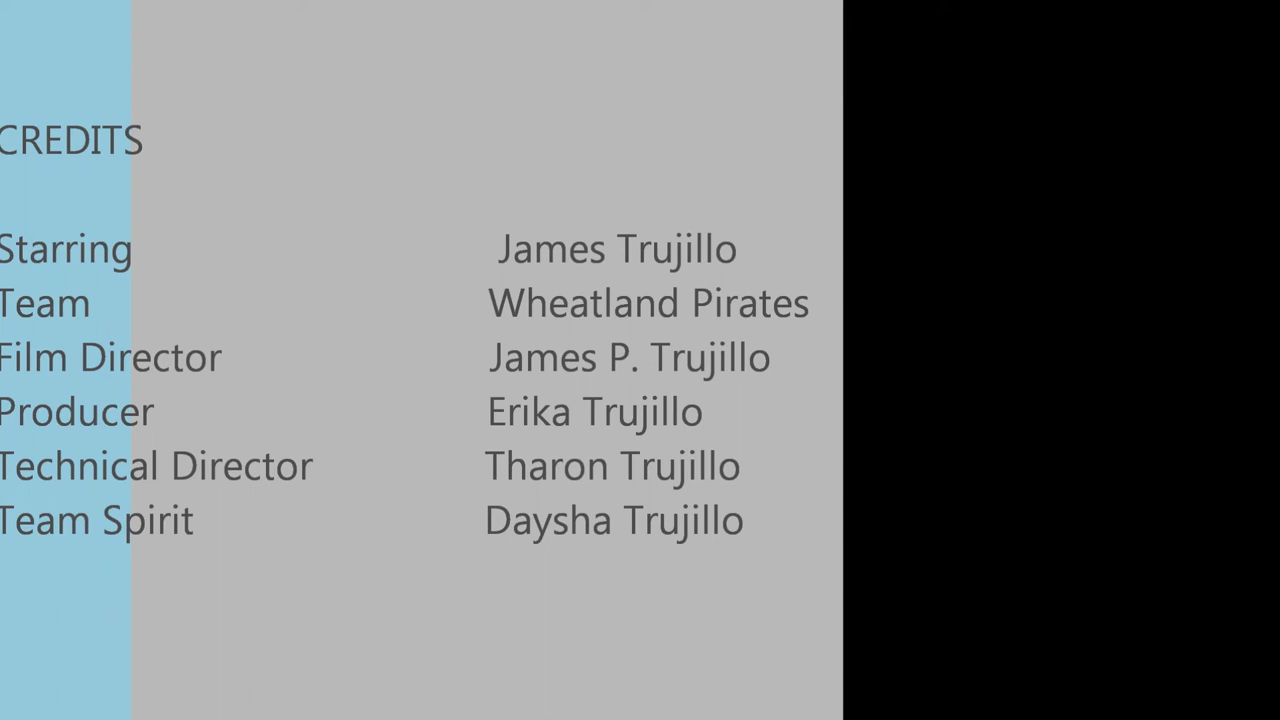 CREDITS
Starring James Trujillo
Team Wheatland Pirates
Film Director James P. Trujillo
Producer Erika Trujillo
Technical Director Tharon Trujillo
Team Spirit Daysha Trujillo